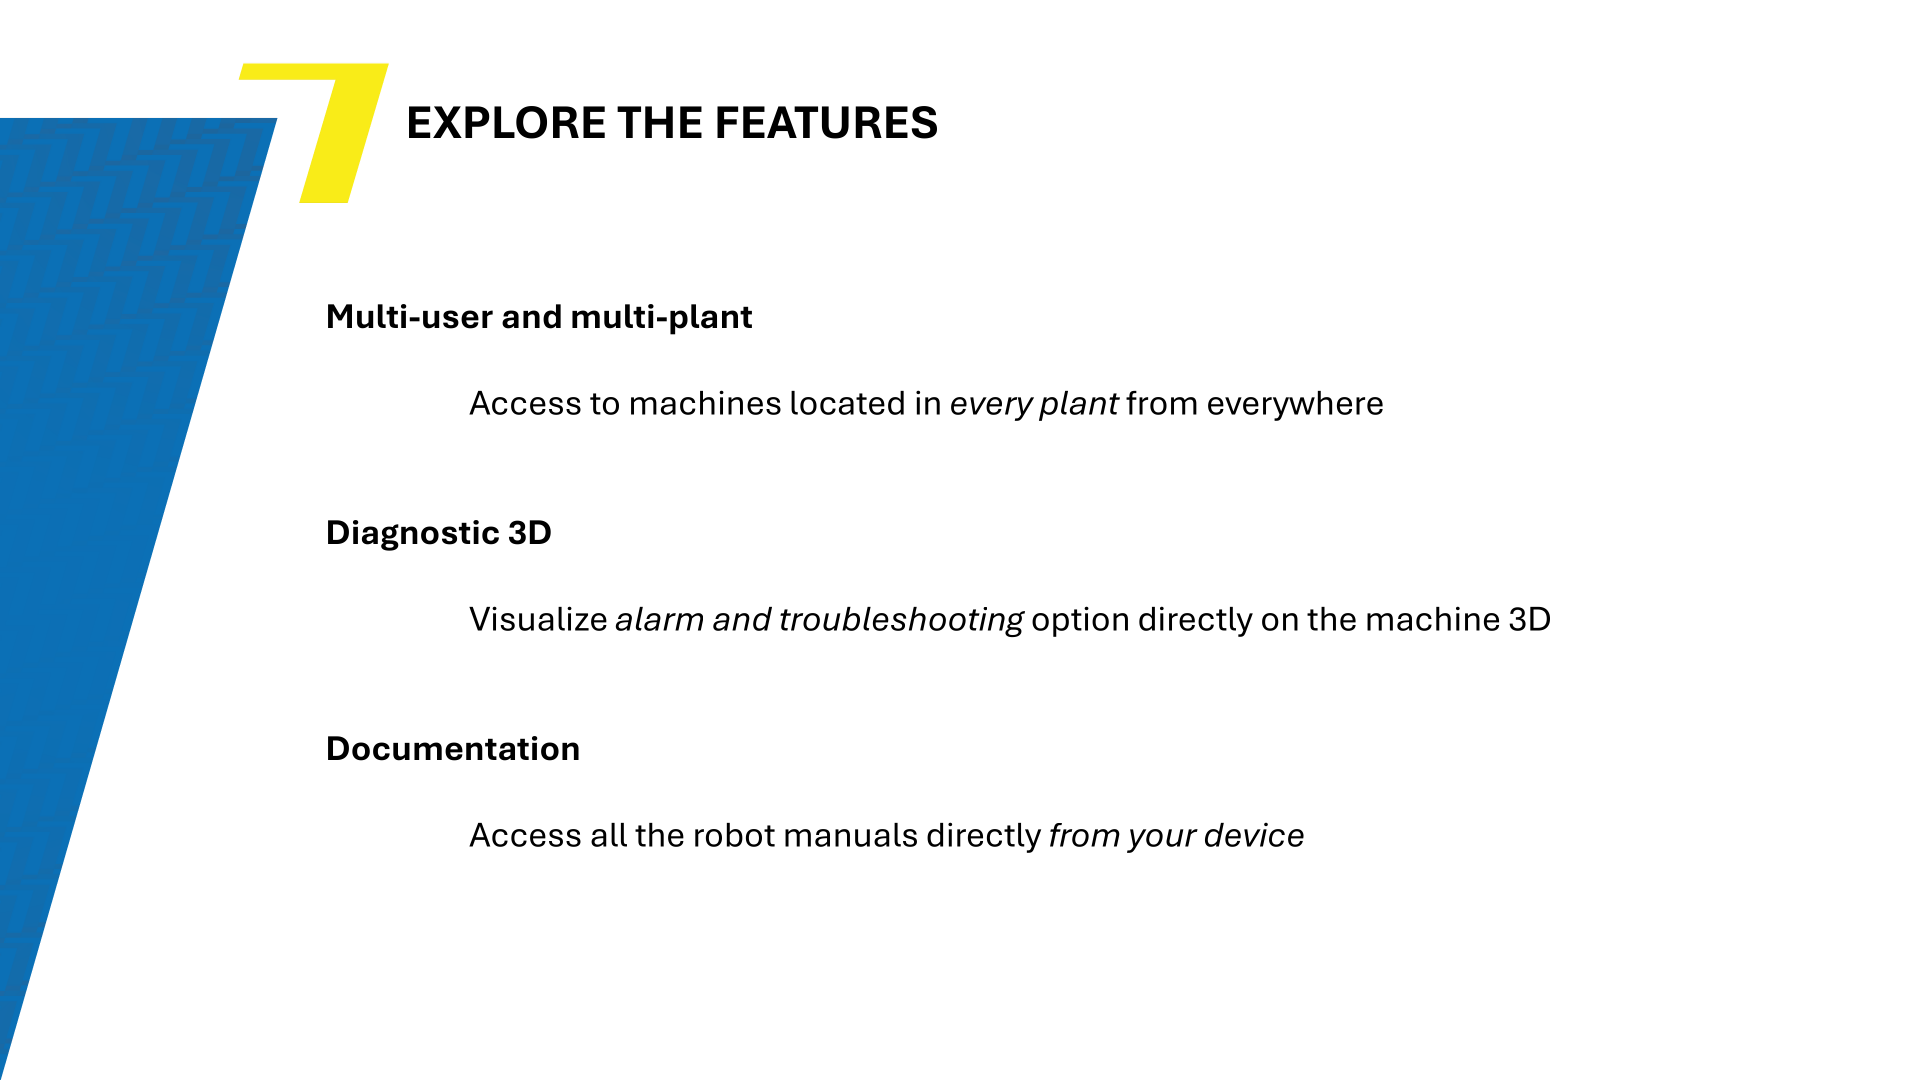 EXPLORE THE FEATURES
Multi-user and multi-plant
Access to machines located in every plant from everywhere
Diagnostic 3D
Visualize alarm and troubleshooting option directly on the machine 3D
Documentation
Access all the robot manuals directly from your device